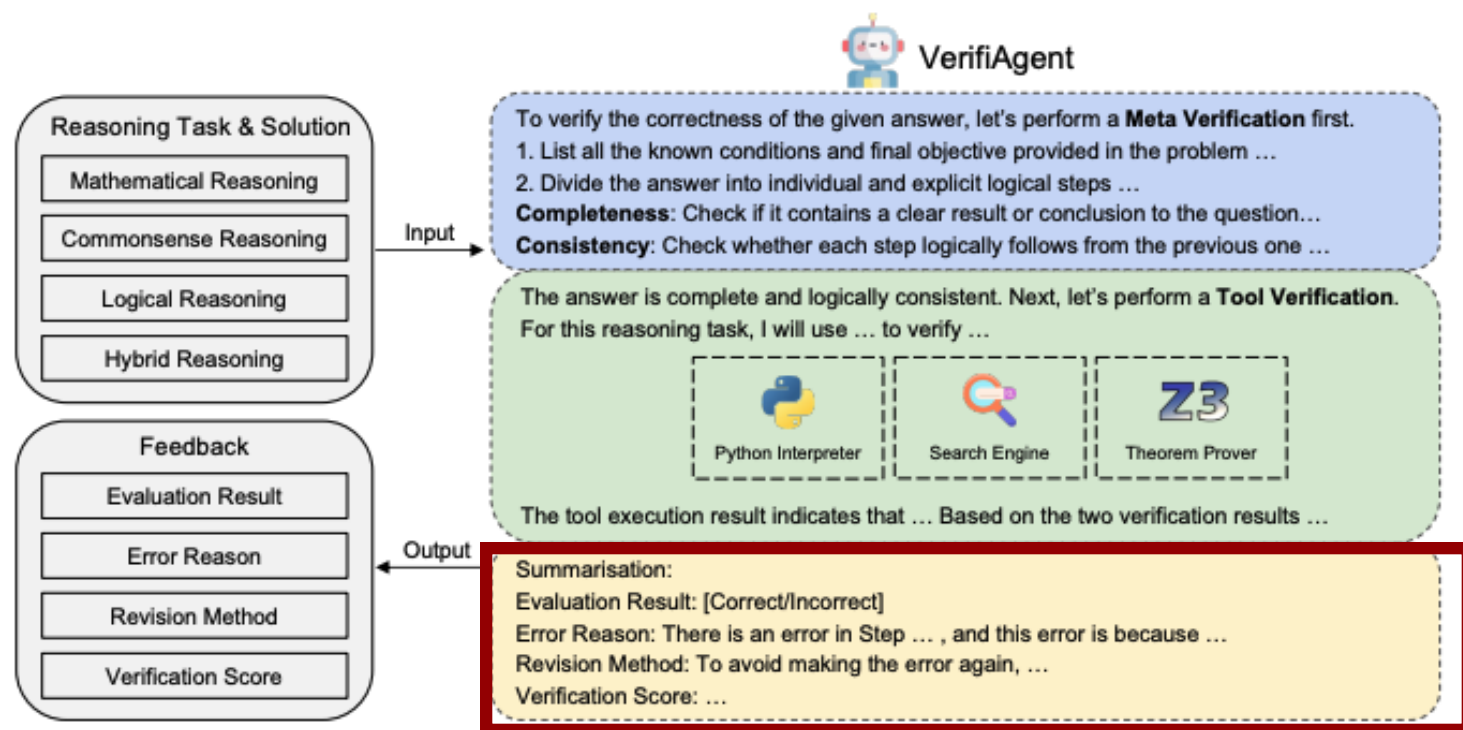 VerifiAgent
Reasoning Task & Solution
Mathematical Reasoning
Commonsense Reasoning
Logical Reasoning
Hybrid Reasoning
Input
To verify the correctness of the given answer, let's perform a Meta Verification first.
1. List all the known conditions and final objective provided in the problem …
2. Divide the answer into individual and explicit logical steps …
Completeness: Check if it contains a clear result or conclusion to the question…
Consistency: Check whether each step logically follows from the previous one …
The answer is complete and logically consistent. Next, let's perform a Tool Verification.
For this reasoning task, I will use … to verify …
Z3
Python Interpreter
Search Engine
Theorem Prover
The tool execution result indicates that … Based on the two verification results …
Feedback
Evaluation Result
Error Reason
Revision Method
Verification Score
Output
Summarisation:
Evaluation Result: [Correct/Incorrect]
Error Reason: There is an error in Step … , and this error is because …
Revision Method: To avoid making the error again, …
Verification Score: …